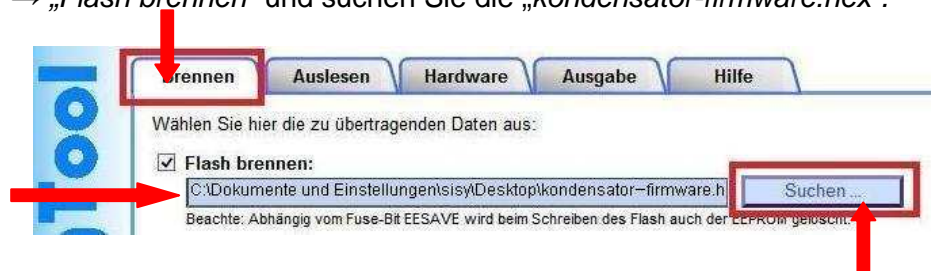 ⇒ „Flash brennen“ und suchen Sie die „kondensator-firmware.hex“.
Brennen Auslesen Hardware Ausgabe Hilfe
Wählen Sie hier die zu übertragenden Daten aus:
Flash brennen:
C:\Dokumente und Einstellungen\sisy\Desktop\kondensator-firmware.h Suchen ...
Beachte: Abhängig vom Fuse-Bit EESAVE wird beim Schreiben des Flash auch der EEPROM gelöscht.
tool